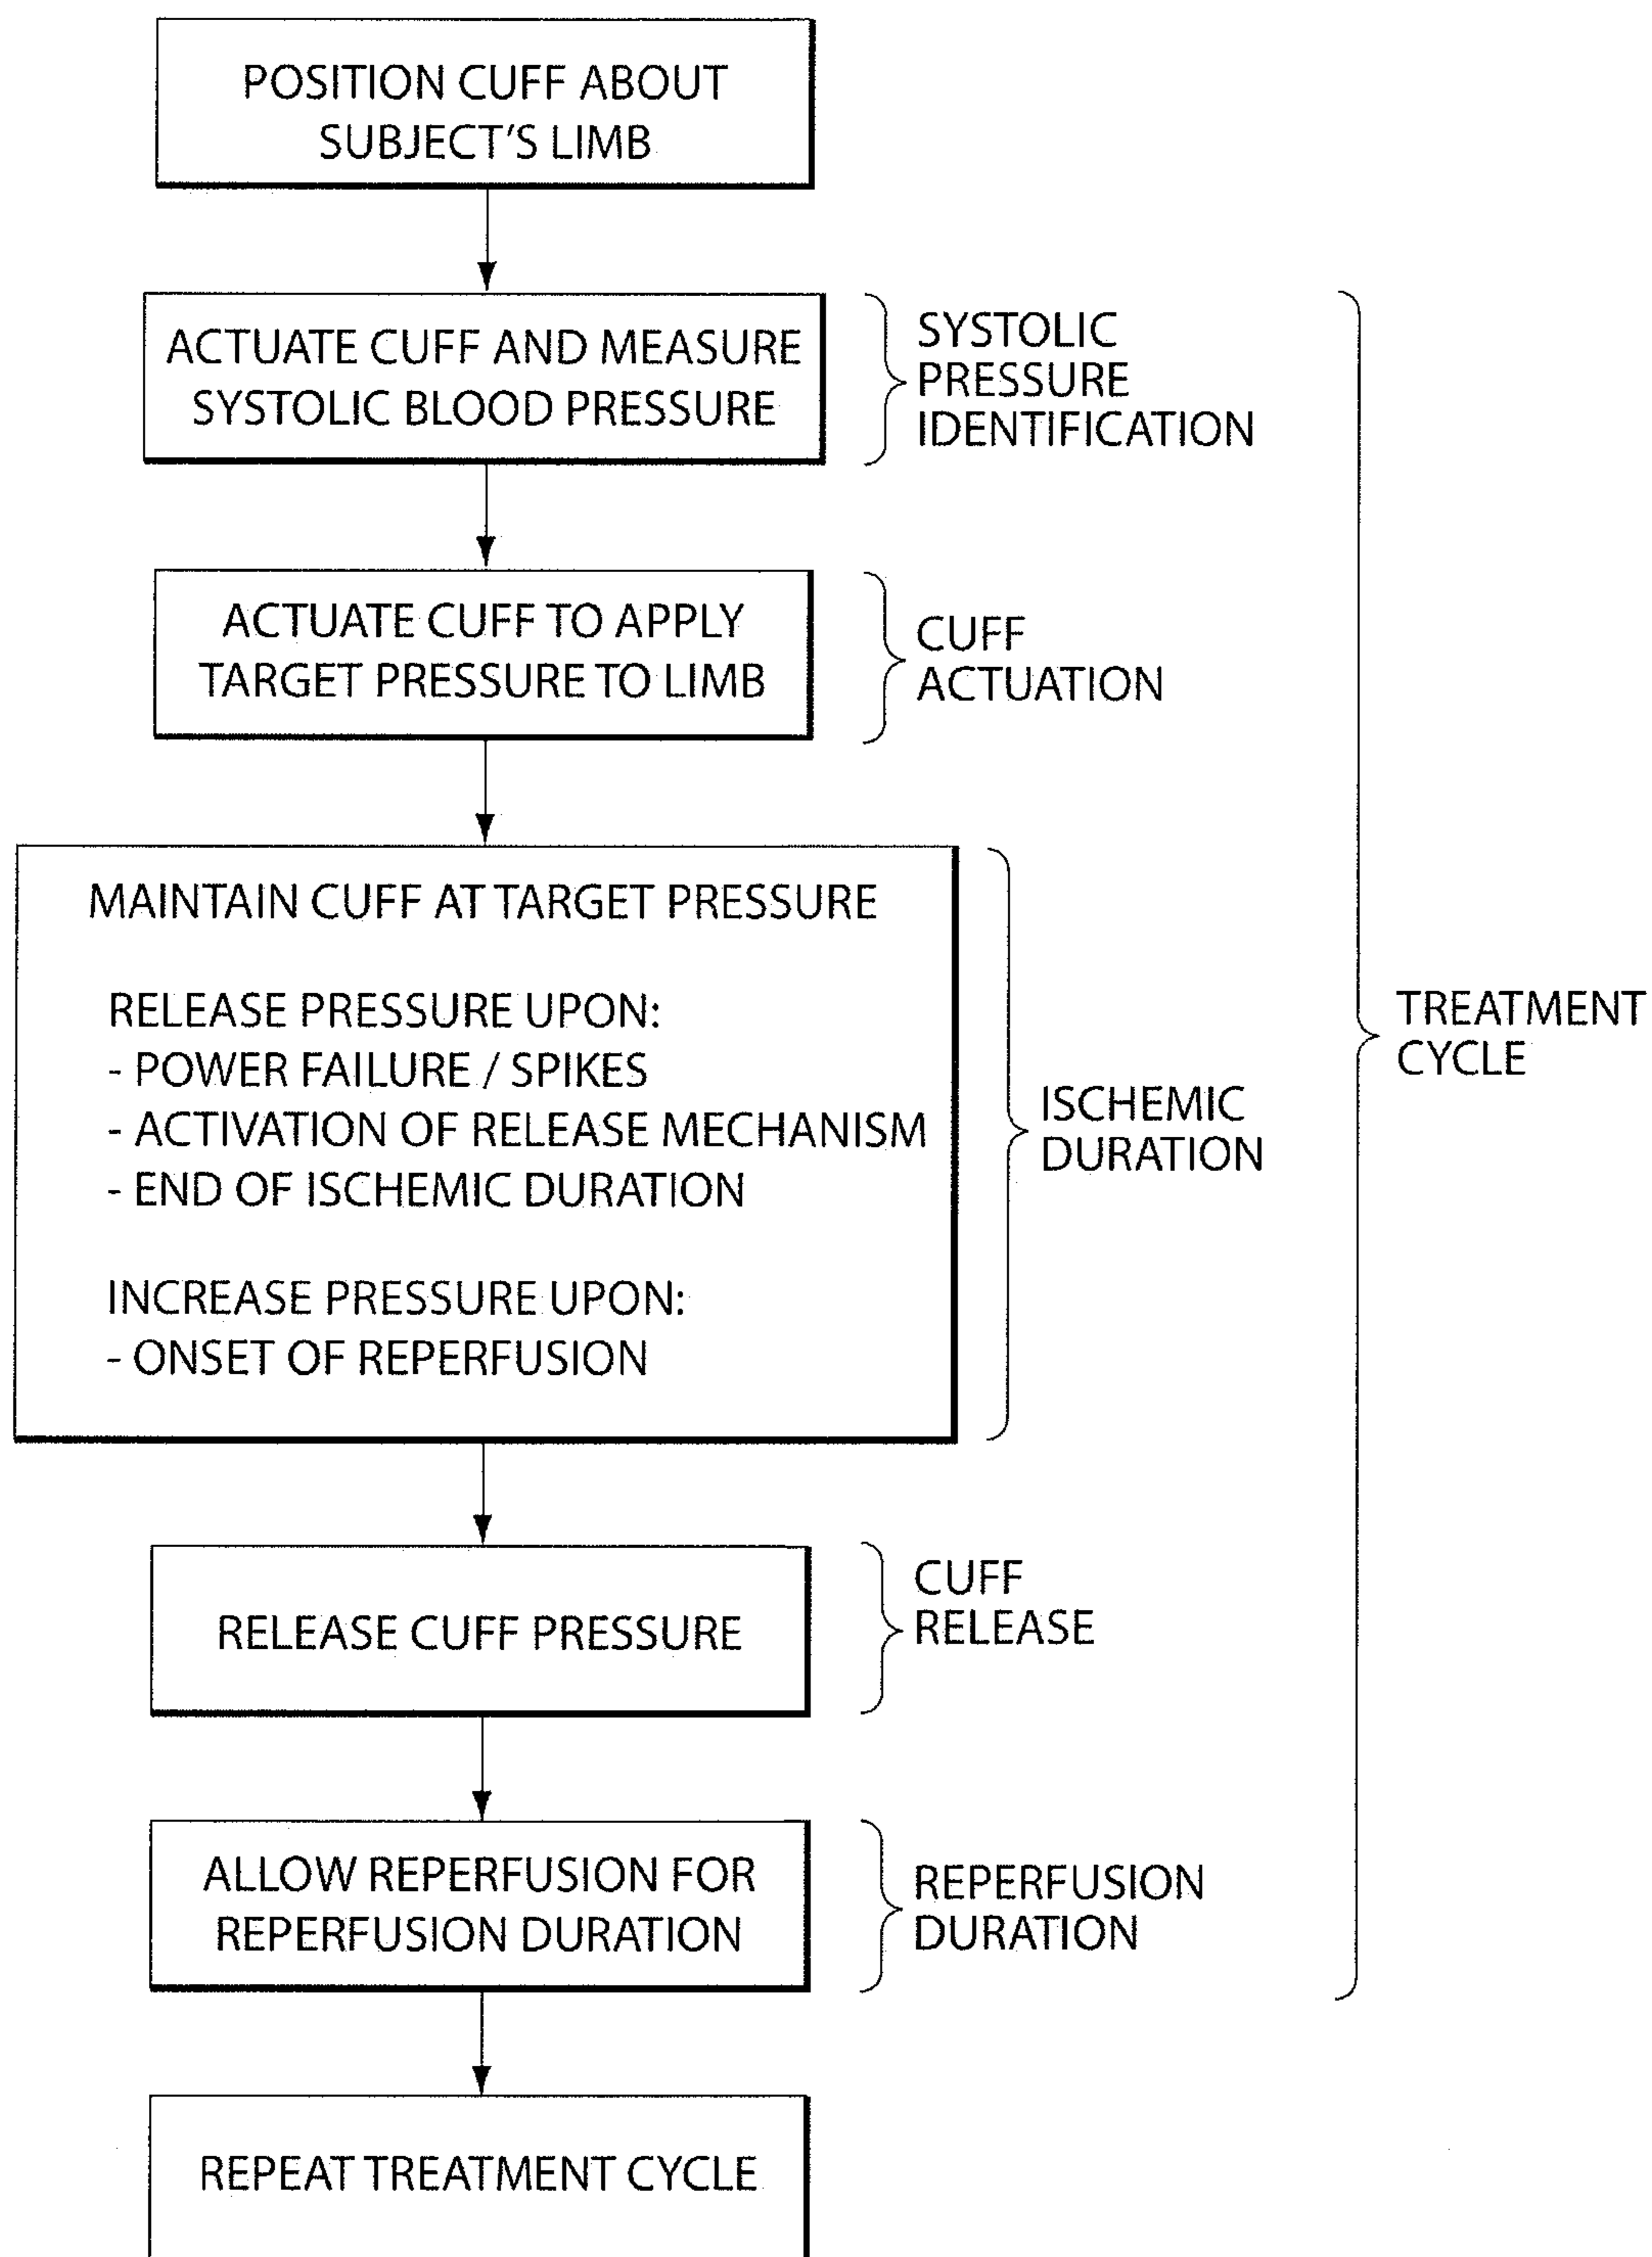 POSITION CUFF ABOUT
SUBJECT'S LIMB
ACTUATE CUFF AND MEASURE
SYSTOLIC BLOOD PRESSURE
SYSTOLIC
PRESSURE
IDENTIFICATION
ACTUATE CUFF TO APPLY
TARGET PRESSURE TO LIMB
CUFF
ACTUATION
MAINTAIN CUFF AT TARGET PRESSURE
RELEASE PRESSURE UPON:
- POWER FAILURE / SPIKES
- ACTIVATION OF RELEASE MECHANISM
- END OF ISCHEMIC DURATION
INCREASE PRESSURE UPON:
- ONSET OF REPERFUSION
ISCHEMIC
DURATION
TREATMENT
CYCLE
RELEASE CUFF PRESSURE
CUFF
RELEASE
ALLOW REPERFUSION FOR
REPERFUSION DURATION
REPERFUSION
DURATION
REPEAT TREATMENT CYCLE